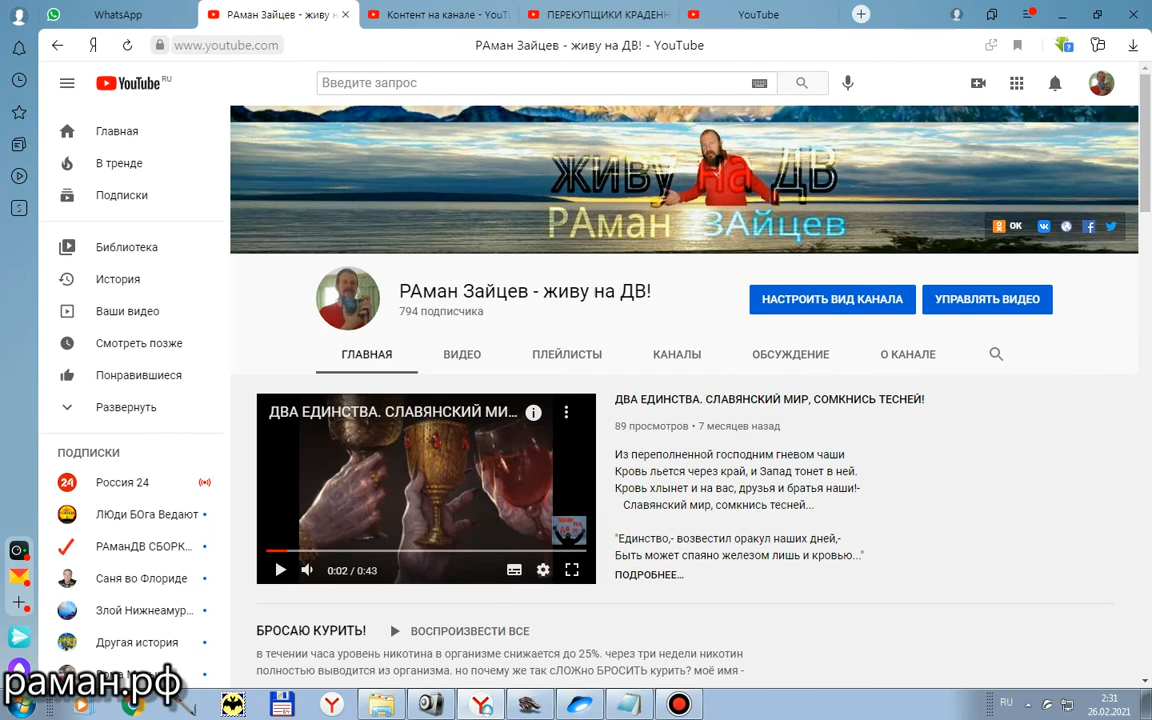 WhatsApp
РАман Зайцев - живу н
Контент на канале - YouT
ПЕРЕКУПЩИКИ КРАДЕНН
YouTube
www.youtube.com
РАман Зайцев - живу на ДВ! - YouTube
YouTube RU
Введите запрос
Главная
В тренде
Подписки
Библиотека
История
Ваши видео
Смотреть позже
Понравившиеся
Развернуть
ПОДПИСКИ
Россия 24
ЛЮди БОга Ведают
РАманДВ СБОРК...
Саня во Флориде
Злой Нижнеамур...
Другая история
живу на ДВ
РАман ЗАйцев
OK
РАман Зайцев - живу на ДВ!
794 подписчика
НАСТРОИТЬ ВИД КАНАЛА
УПРАВЛЯТЬ ВИДЕО
ГЛАВНАЯ ВИДЕО ПЛЕЙЛИСТЫ КАНАЛЫ ОБСУЖДЕНИЕ О КАНАЛЕ
ДВА ЕДИНСТВА. СЛАВЯНСКИЙ МИ...
0:02 / 0:43
ДВА ЕДИНСТВА. СЛАВЯНСКИЙ МИР, СОМКНИСЬ ТЕСНЕЙ!
89 просмотров • 7 месяцев назад
Из переполненной господним гневом чаши
Кровь льется через край, и Запад тонет в ней.
Кровь хлынет и на вас, друзья и братья наши!-
Славянский мир, сомкнись тесней...
"Единство,- возвестил оракул наших дней,-
Быть может спаяно железом лишь и кровью..."
ПОДРОБНЕЕ...
БРОСАЮ КУРИТЬ!
ВОСПРОИЗВЕСТИ ВСЕ
в течении часа уровень никотина в организме снижается до 25%. через три недели никотин
полностью выводится из организма. но почему же так сЛОЖно БРОСИТЬ курить? моё имя -
раман.рф
RU
2:31
26.02.2021